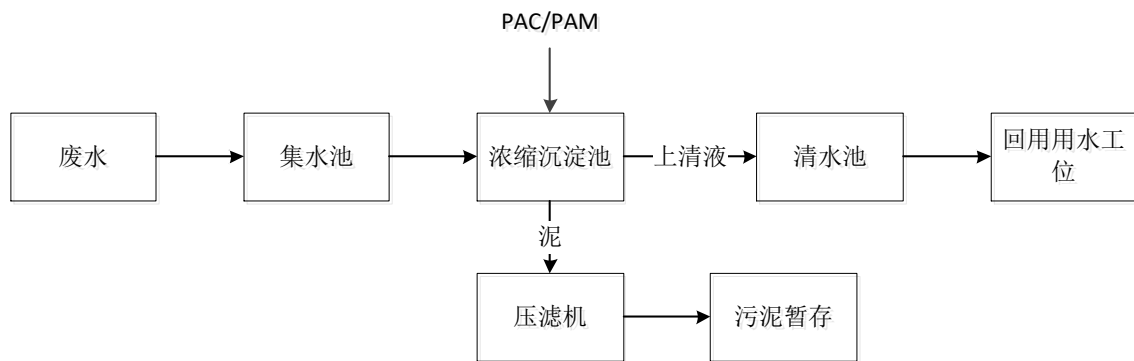 PAC/PAM
废水
集水池
浓缩沉淀池
上清液
清水池
回用用水工
位
泥
压滤机
污泥暂存